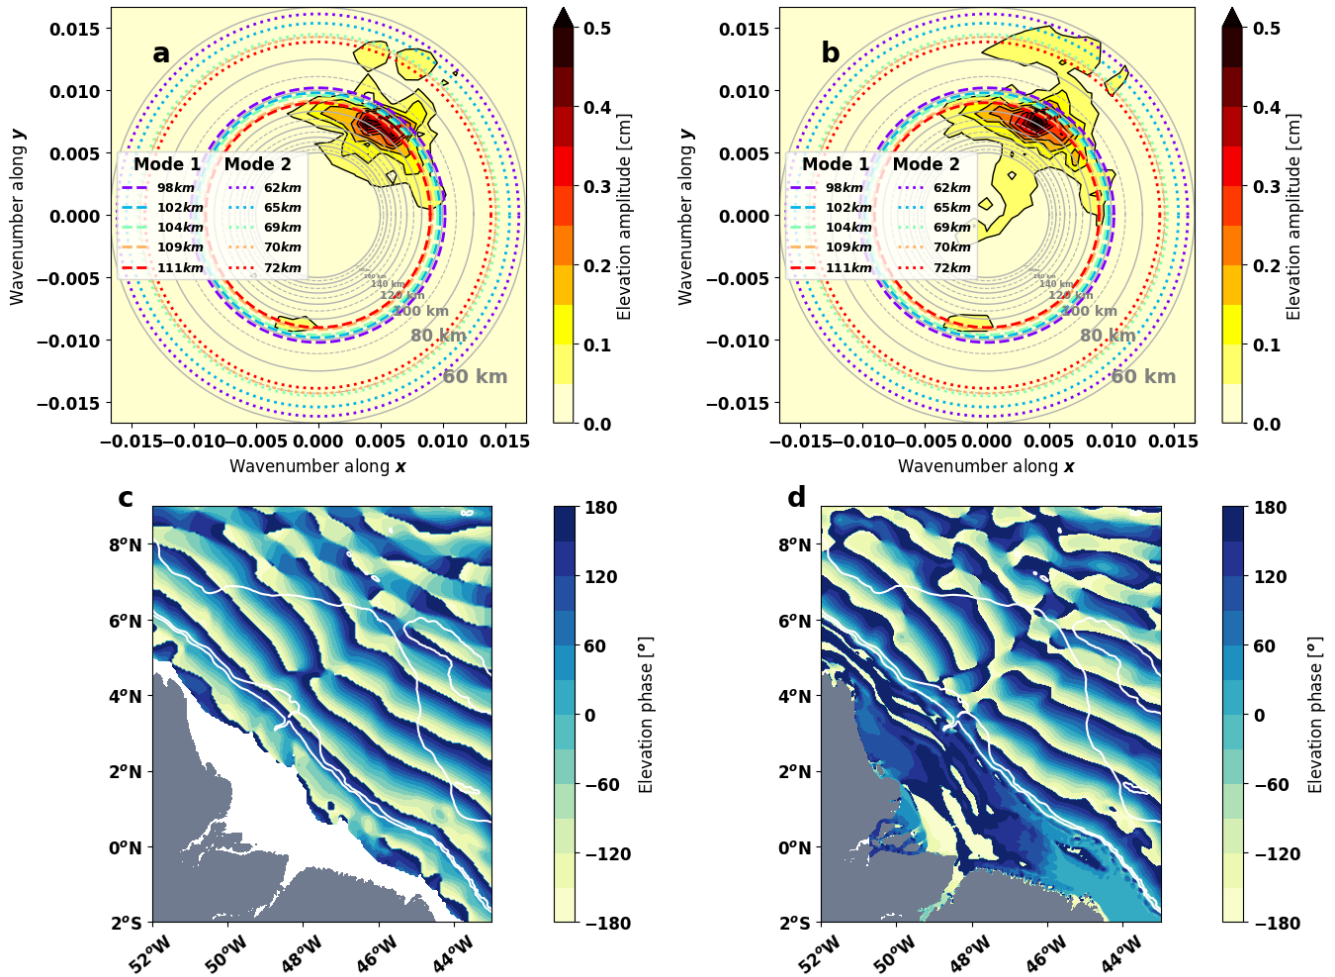 a
0.015
0.010
0.005
0.000
−0.005
−0.010
−0.015
Wavenumber along y
Mode 1 Mode 2
98km 62km
102km 65km
104km 69km
109km 70km
111km 72km
140 km
120 km
100 km
80 km
60 km
−0.015 −0.010 −0.005 0.000 0.005 0.010 0.015
Wavenumber along x
0.5
0.4
0.3
0.2
0.1
0.0
Elevation amplitude [cm]
b
0.015
0.010
0.005
0.000
−0.005
−0.010
−0.015
Wavenumber along y
Mode 1 Mode 2
98km 62km
102km 65km
104km 69km
109km 70km
111km 72km
140 km
120 km
100 km
80 km
60 km
−0.015 −0.010 −0.005 0.000 0.005 0.010 0.015
Wavenumber along x
0.5
0.4
0.3
0.2
0.1
0.0
Elevation amplitude [cm]
c
8°N
6°N
4°N
2°N
0°N
2°S
52°W 50°W 48°W 46°W 44°W
180
120
60
0
−60
−120
−180
Elevation phase [°]
d
8°N
6°N
4°N
2°N
0°N
2°S
52°W 50°W 48°W 46°W 44°W
180
120
60
0
−60
−120
−180
Elevation phase [°]